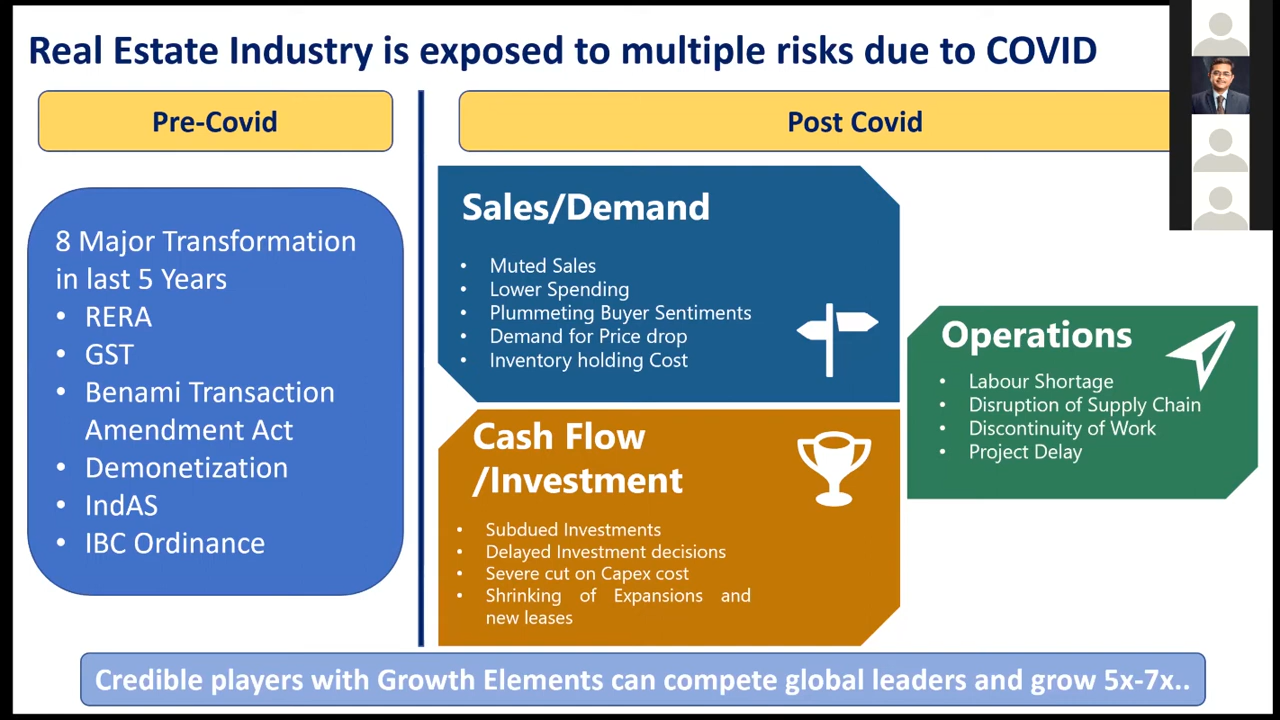 Real Estate Industry is exposed to multiple risks due to COVID
Pre-Covid
8 Major Transformation
in last 5 Years
• RERA
• GST
• Benami Transaction
Amendment Act
• Demonetization
• IndAS
• IBC Ordinance
Post Covid
Sales/Demand
• Muted Sales
• Lower Spending
• Plummeting Buyer Sentiments
• Demand for Price drop
• Inventory holding Cost
Cash Flow
/Investment
• Subdued Investments
• Delayed Investment decisions
• Severe cut on Capex cost
• Shrinking of Expansions and
new leases
Operations
• Labour Shortage
• Disruption of Supply Chain
• Discontinuity of Work
• Project Delay
Credible players with Growth Elements can compete global leaders and grow 5x-7x..